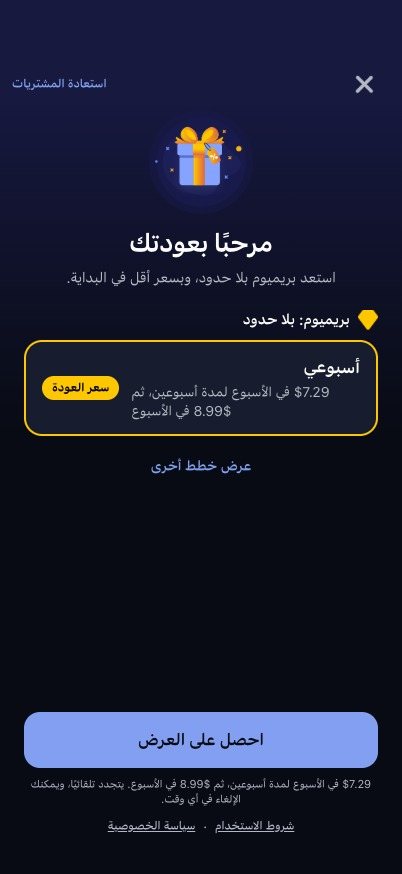 استعادة المشتريات
مرحبًا بعودتك
استعد بريميوم بلا حدود، وبسعر أقل في البداية.
بريميوم: بلا حدود
أسبوعي
$7.29 في الأسبوع لمدة أسبوعين، ثم
$8.99 في الأسبوع
سعر العودة
عرض خطط أخرى
احصل على العرض
$7.29 في الأسبوع لمدة أسبوعين، ثم $8.99 في الأسبوع. يتجدد تلقائيًا، ويمكنك
الإلغاء في أي وقت.
شروط الاستخدام · سياسة الخصوصية